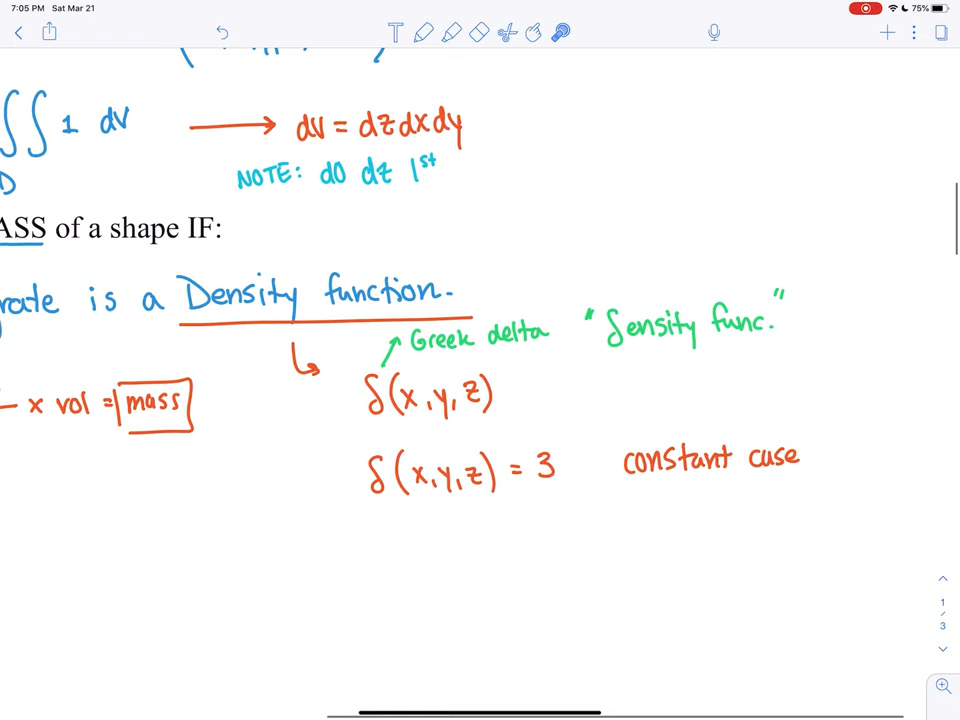 7:05 PM Sat Mar 21
75%
∬ 1 dV → dV = dz dx dy
D
NOTE: do dz 1st
ASS of a shape IF:
rate is a Density function.
Greek delta "δensity func."
δ(x,y,z)
x vol = mass
δ(x,y,z) = 3 constant case
1
/
3